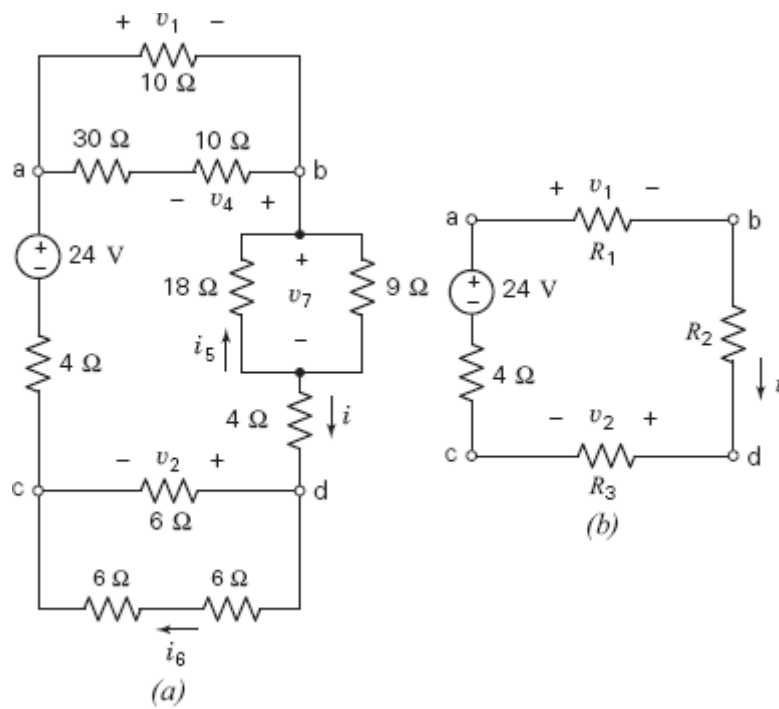 + v₁ −
10 Ω
30 Ω 10 Ω
a b
− v₄ +
+
−
24 V
18 Ω
+
v₇
−
9 Ω
i₅
4 Ω
4 Ω
i
− v₂ +
c d
6 Ω
6 Ω 6 Ω
i₆
(a)
+ v₁ −
a b
R₁
+
−
24 V
R₂
4 Ω
i
− v₂ +
c d
R₃
(b)